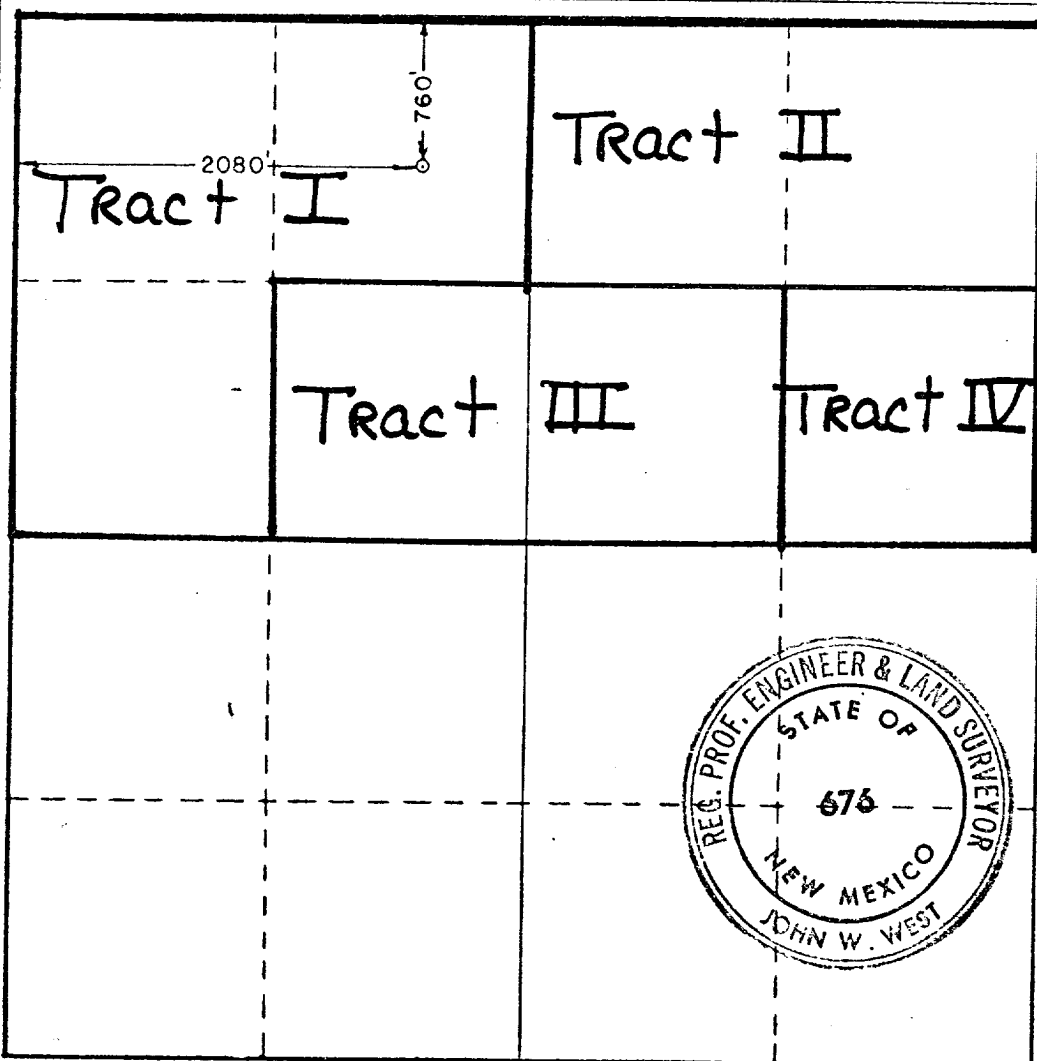 760'
2080'
TRact I
TRact II
TRact III
TRact IV
REG. PROF. ENGINEER & LAND SURVEYOR
STATE OF
676
NEW MEXICO
JOHN W. WEST